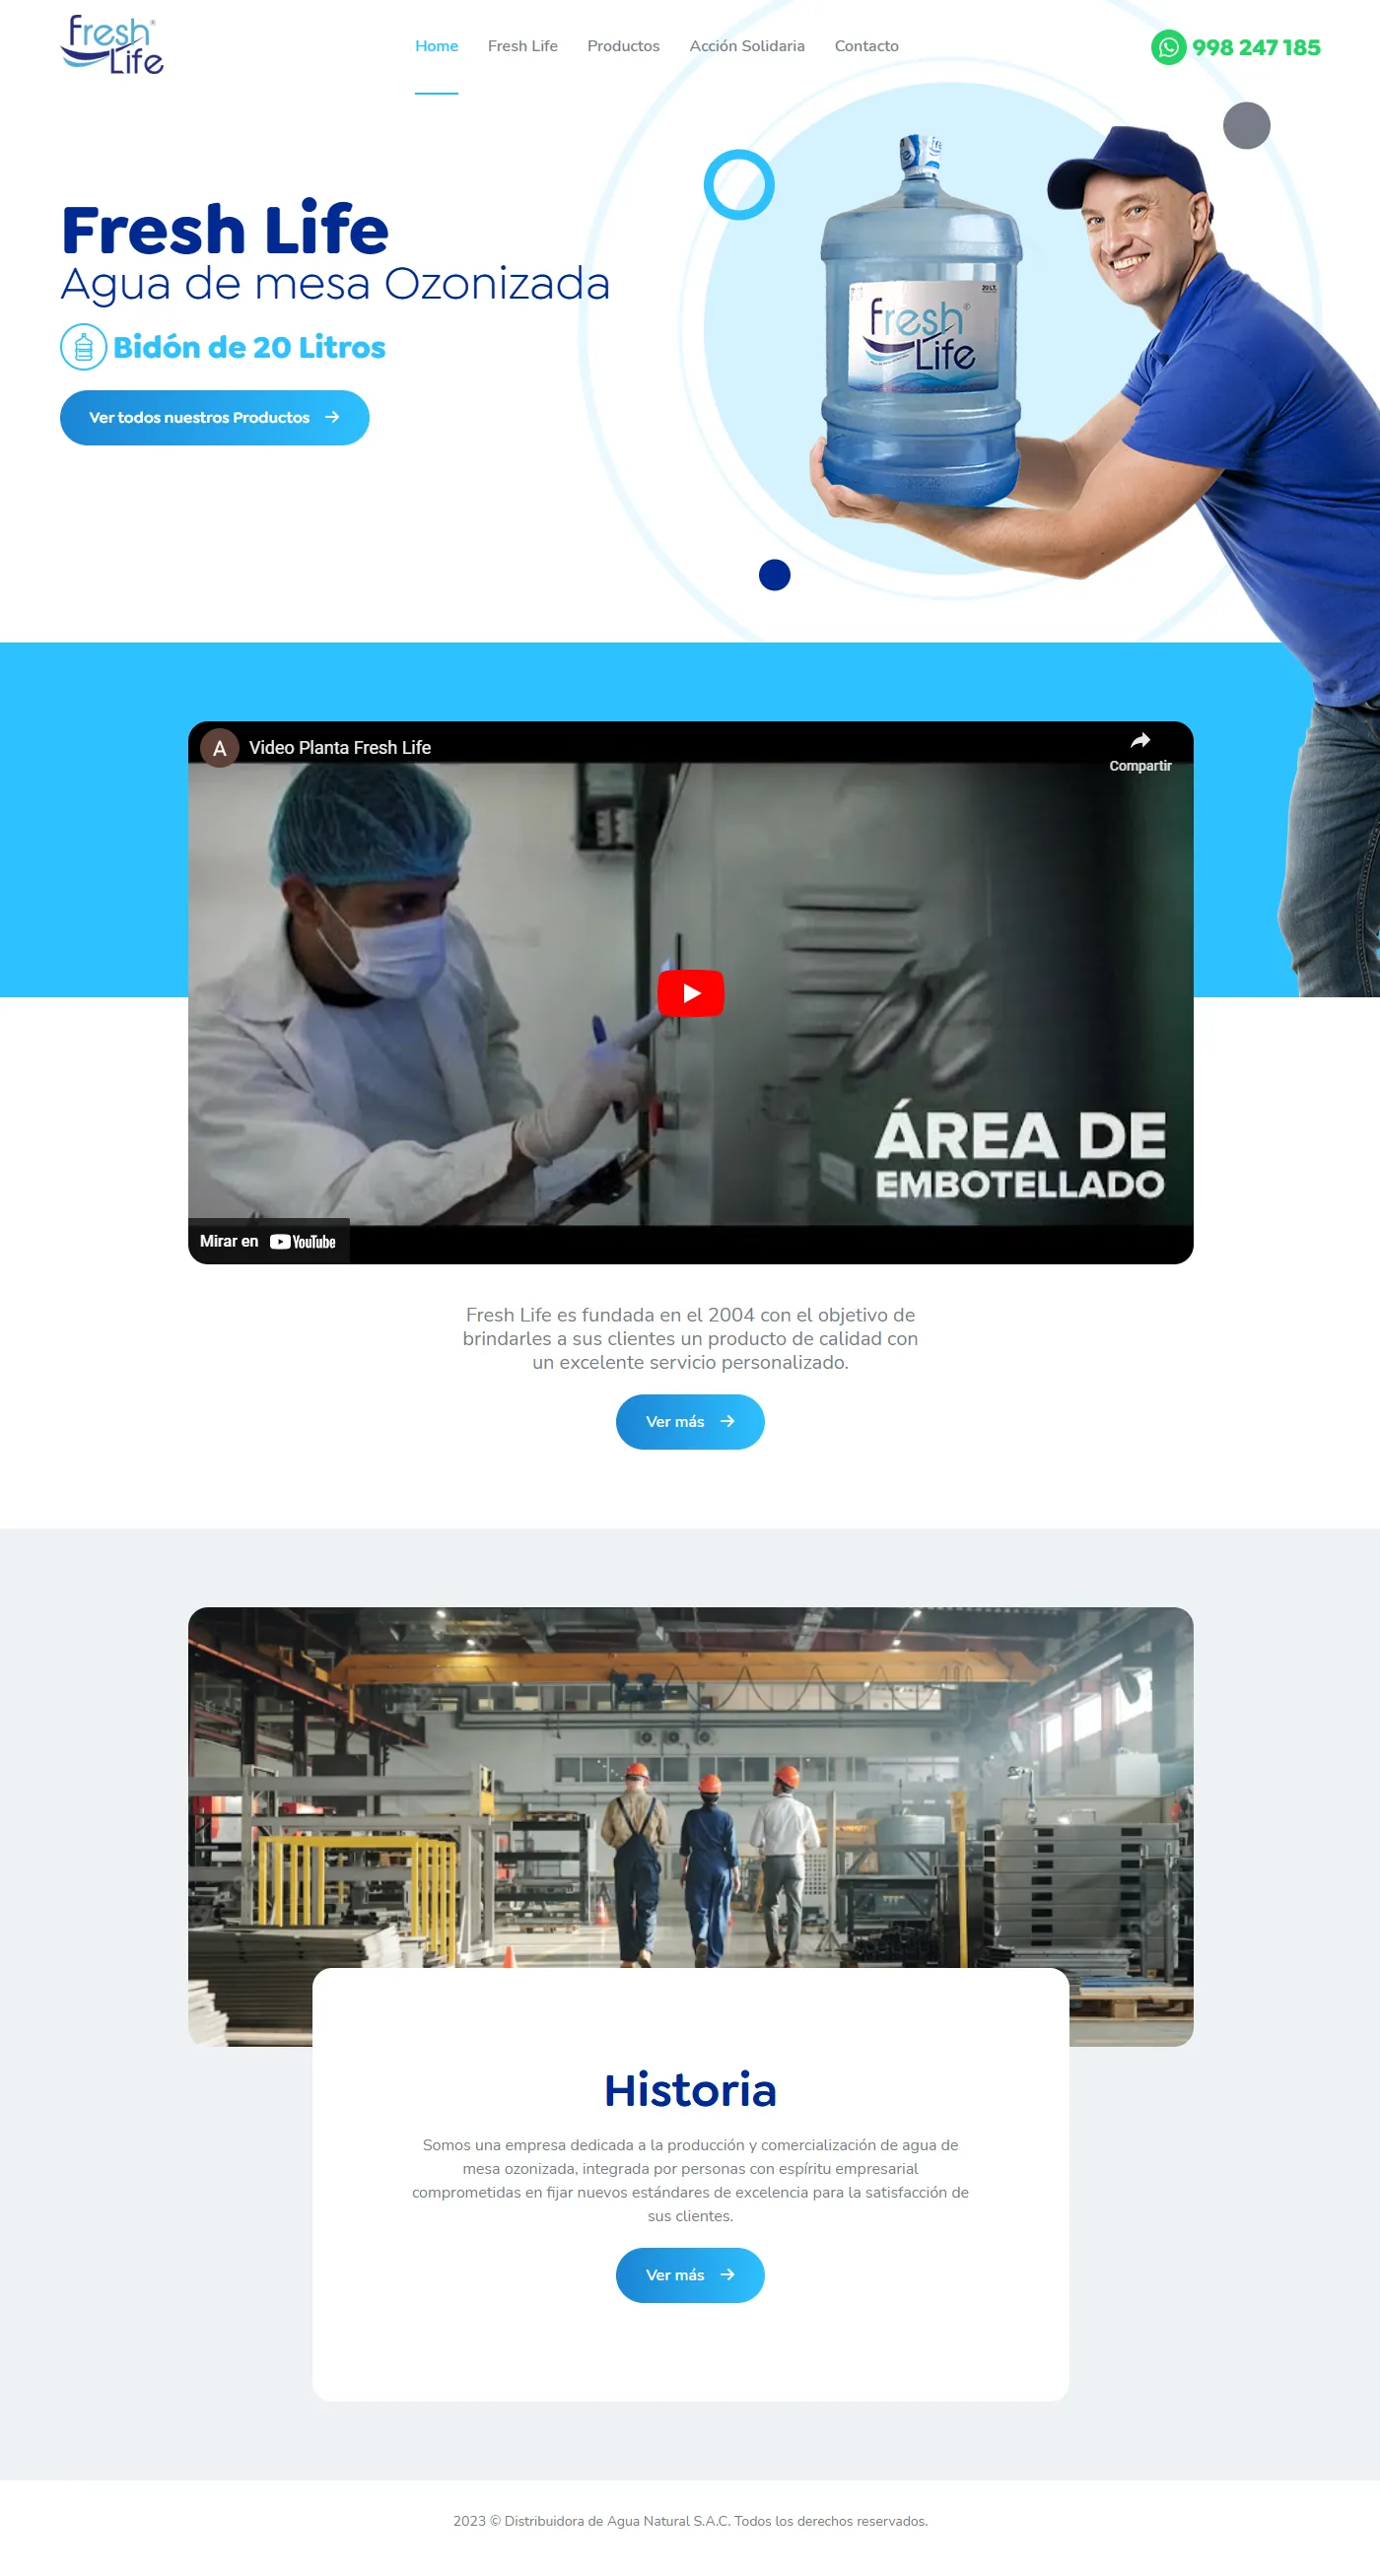 fresh®
Life
Home
Fresh Life
Productos
Acción Solidaria
Contacto
998 247 185
Fresh Life
Agua de mesa Ozonizada
Bidón de 20 Litros
Ver todos nuestros Productos
20 LT.
fresh®
Life
A
Video Planta Fresh Life
Compartir
ÁREA DE
EMBOTELLADO
Mirar en YouTube
Fresh Life es fundada en el 2004 con el objetivo de
brindarles a sus clientes un producto de calidad con
un excelente servicio personalizado.
Ver más
Historia
Somos una empresa dedicada a la producción y comercialización de agua de
mesa ozonizada, integrada por personas con espíritu empresarial
comprometidas en fijar nuevos estándares de excelencia para la satisfacción de
sus clientes.
Ver más
2023 © Distribuidora de Agua Natural S.A.C. Todos los derechos reservados.